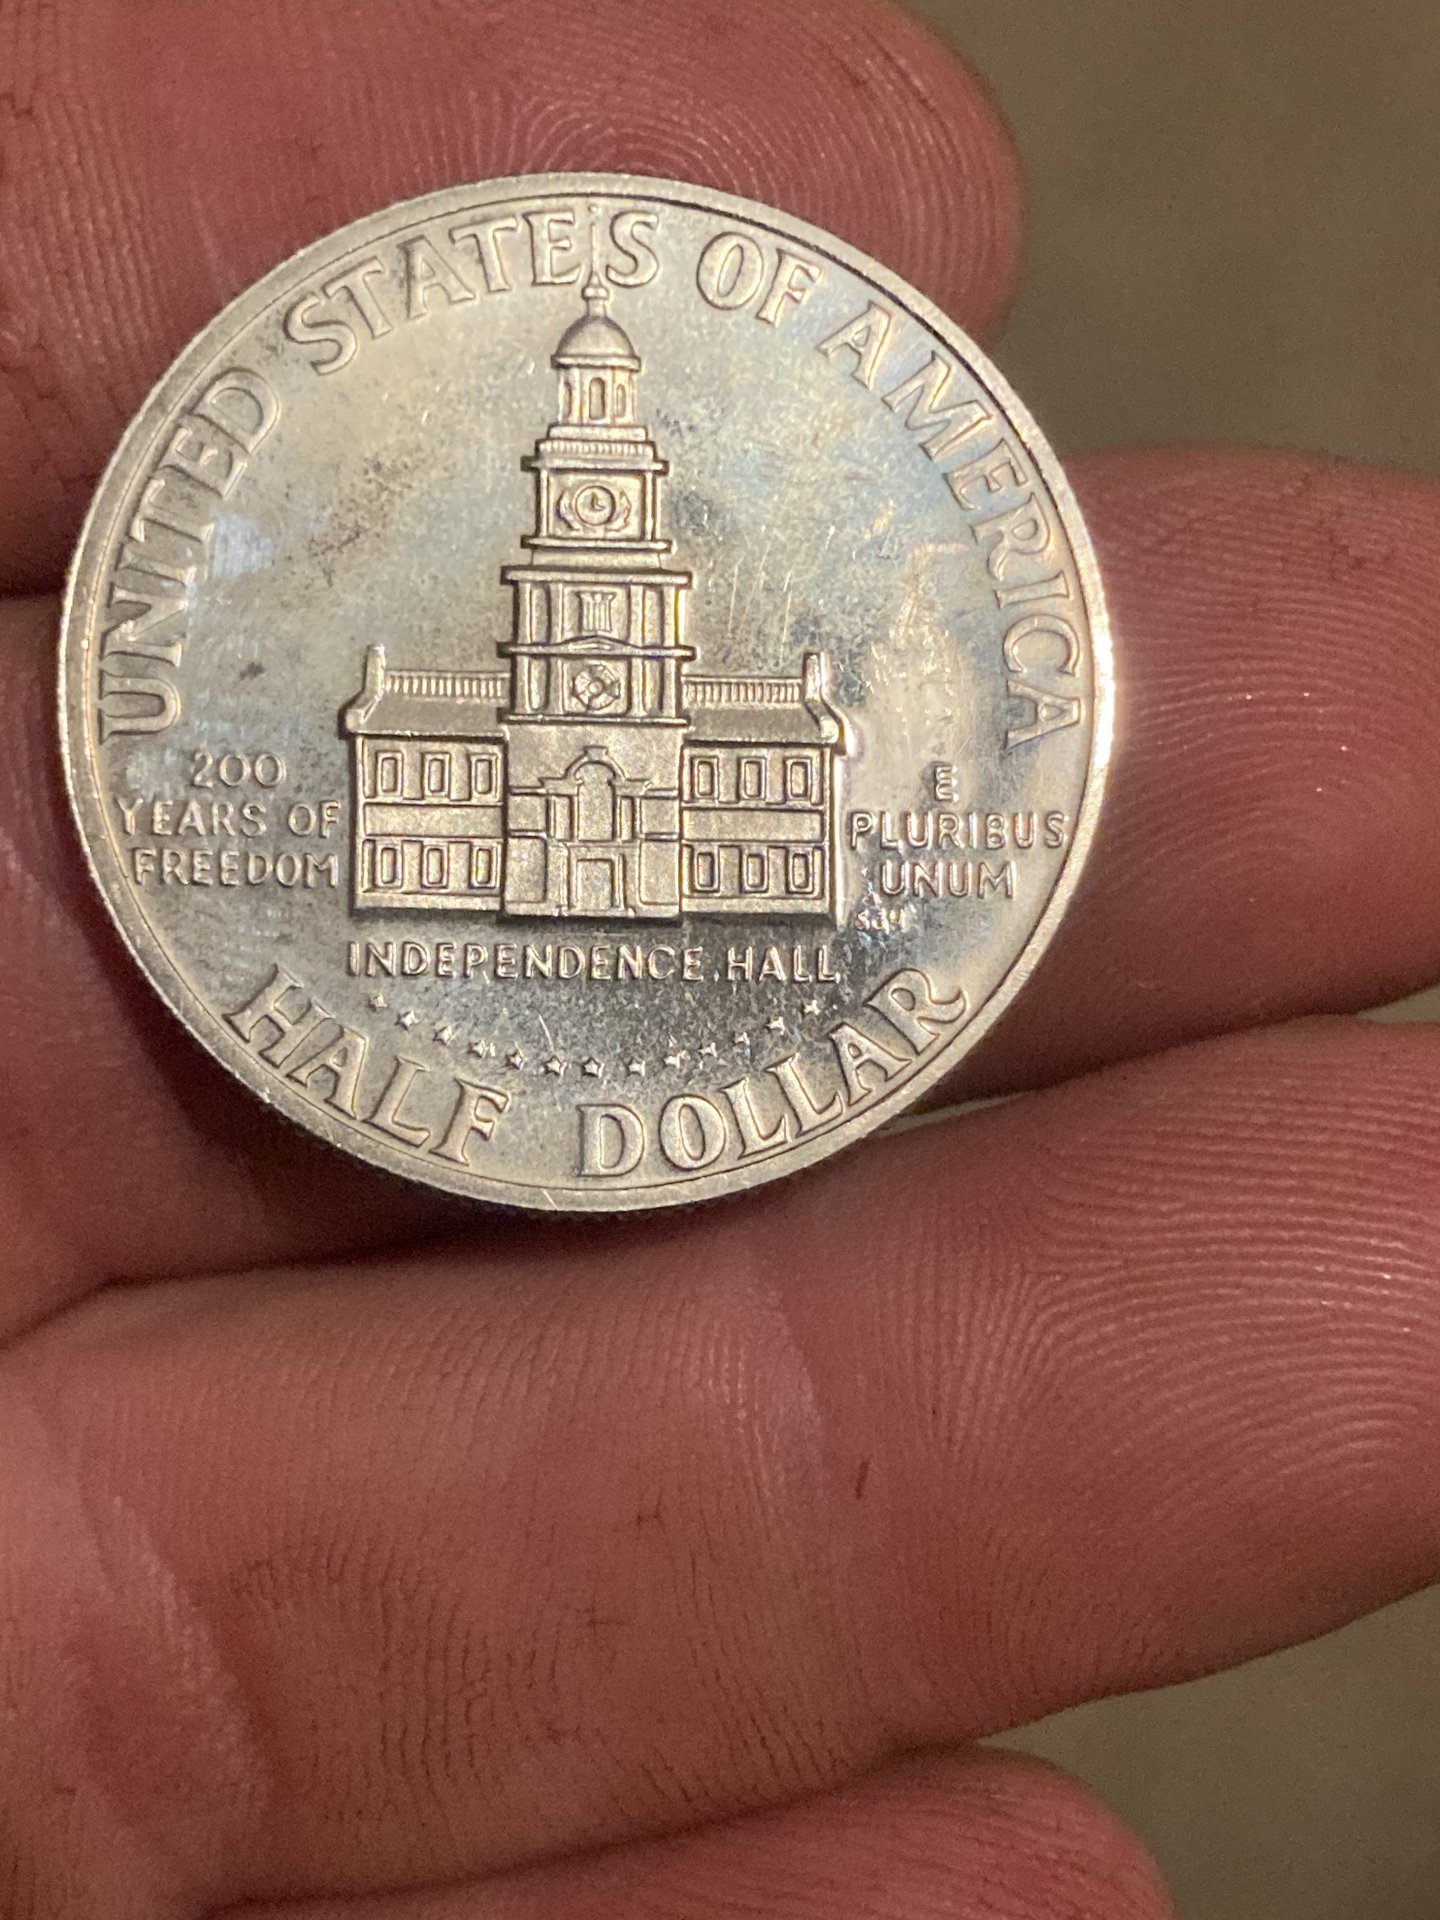 UNITED STATES OF AMERICA
200
YEARS OF
FREEDOM
E
PLURIBUS
UNUM
INDEPENDENCE HALL
HALF DOLLAR